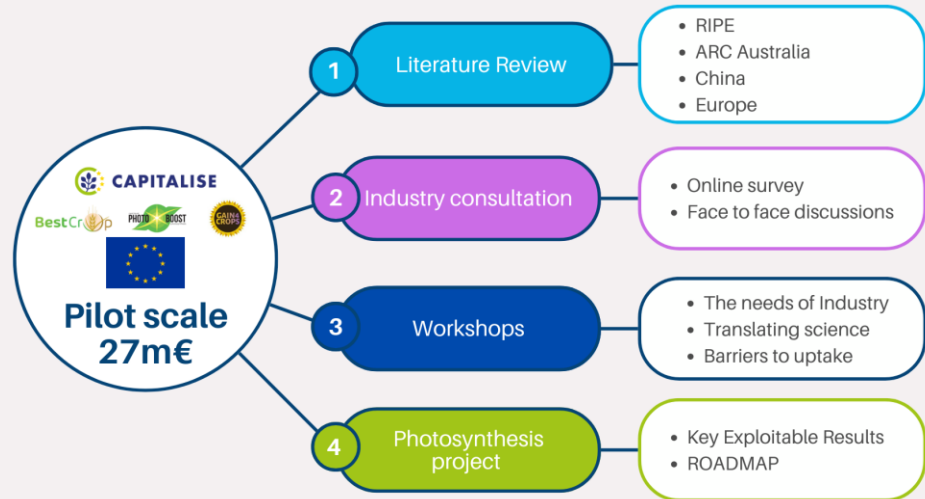 CAPITALISE
BestCrop
PHOTO BOOST
GAIN4
CROPS
Pilot scale
27m€
1
Literature Review
• RIPE
• ARC Australia
• China
• Europe
2
Industry consultation
• Online survey
• Face to face discussions
3
Workshops
• The needs of Industry
• Translating science
• Barriers to uptake
4
Photosynthesis
project
• Key Exploitable Results
• ROADMAP